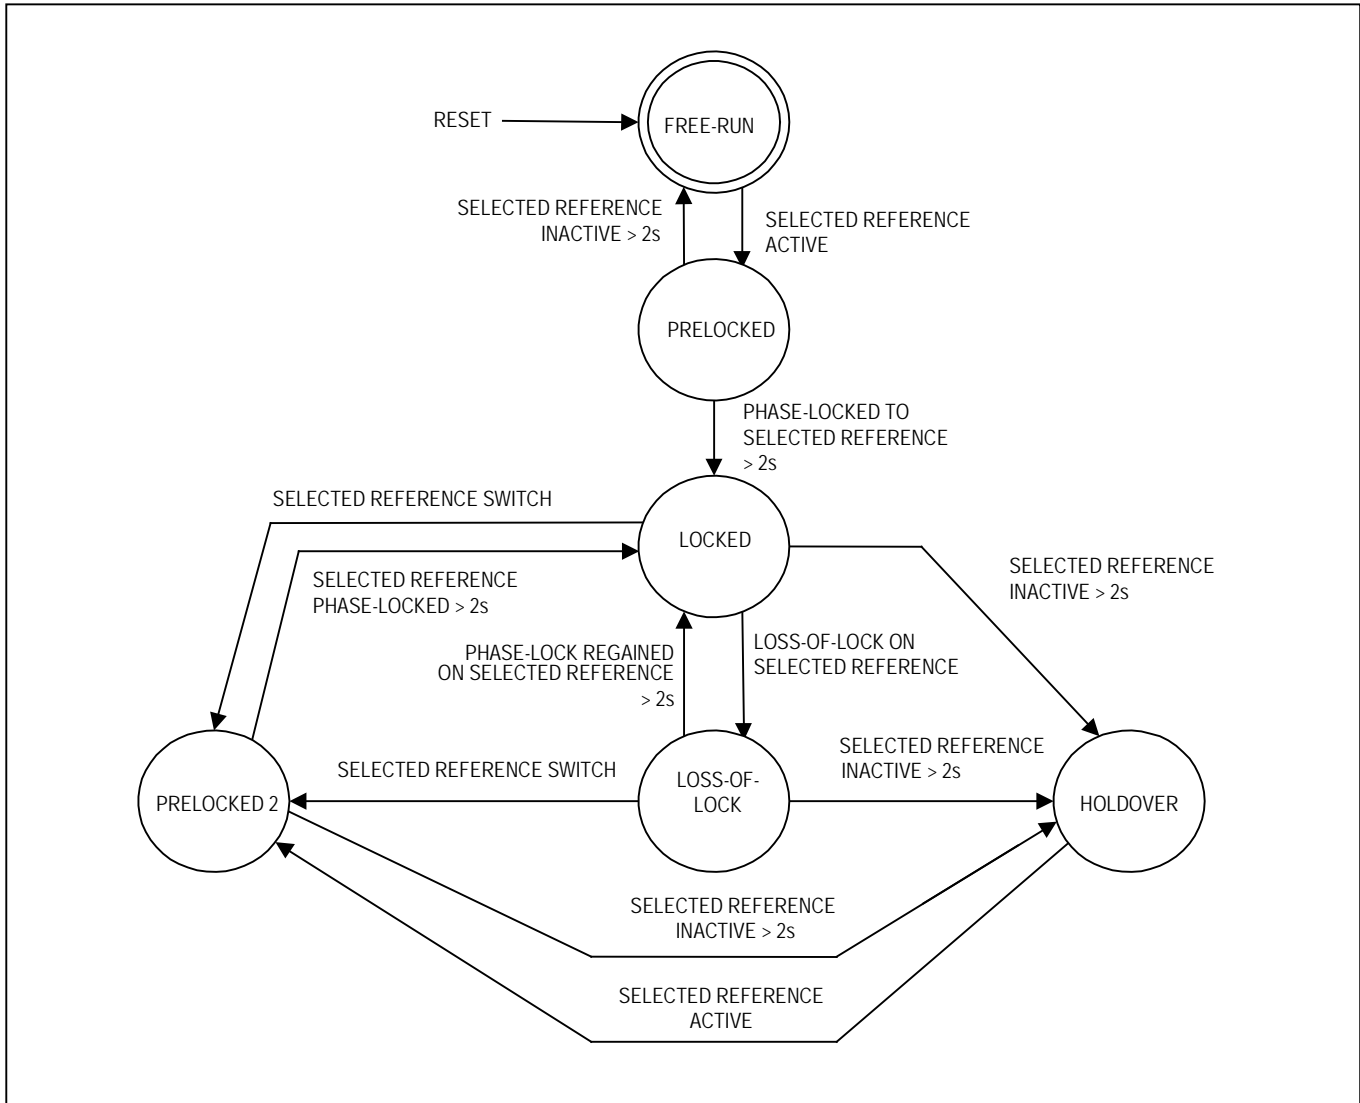 RESET
FREE-RUN
SELECTED REFERENCE
INACTIVE > 2s
SELECTED REFERENCE
ACTIVE
PRELOCKED
PHASE-LOCKED TO
SELECTED REFERENCE
> 2s
SELECTED REFERENCE SWITCH
LOCKED
SELECTED REFERENCE
PHASE-LOCKED > 2s
SELECTED REFERENCE
INACTIVE > 2s
PHASE-LOCK REGAINED
ON SELECTED REFERENCE
> 2s
LOSS-OF-LOCK ON
SELECTED REFERENCE
SELECTED REFERENCE SWITCH
SELECTED REFERENCE
INACTIVE > 2s
PRELOCKED 2
LOSS-OF-
LOCK
HOLDOVER
SELECTED REFERENCE
INACTIVE > 2s
SELECTED REFERENCE
ACTIVE